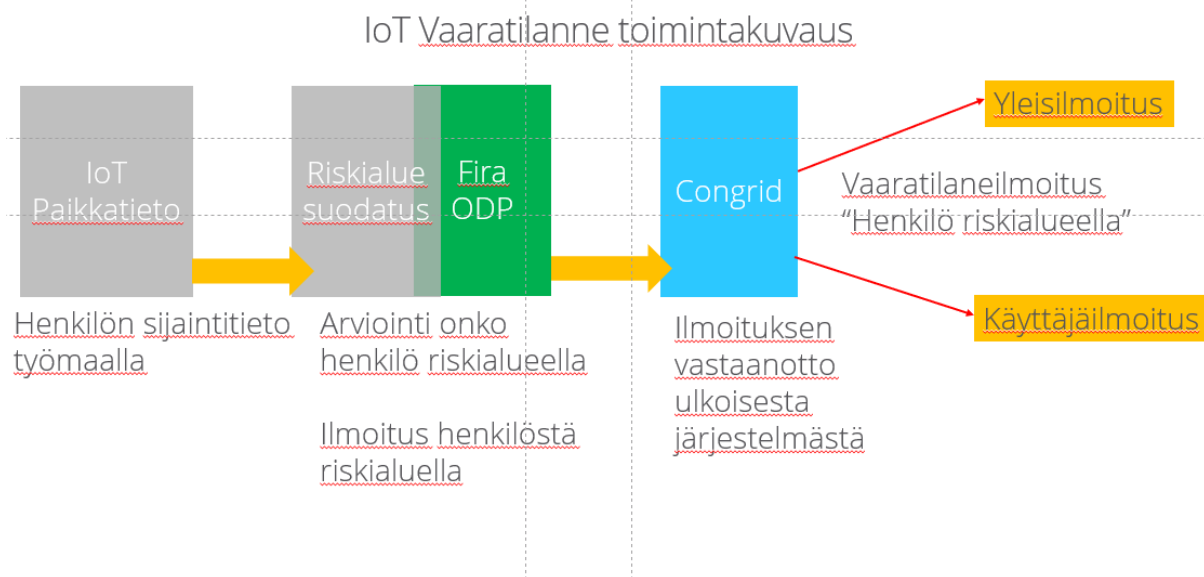 IoT Vaaratilanne toimintakuvaus
IoT
Paikkatieto
Riskialue
suodatus
Fira
ODP
Congrid
Yleisilmoitus
Vaaratilaneilmoitus
“Henkilö riskialueella”
Käyttäjäilmoitus
Henkilön sijaintitieto
työmaalla
Arviointi onko
henkilö riskialueella
Ilmoitus henkilöstä
riskialuella
Ilmoituksen
vastaanotto
ulkoisesta
järjestelmästä